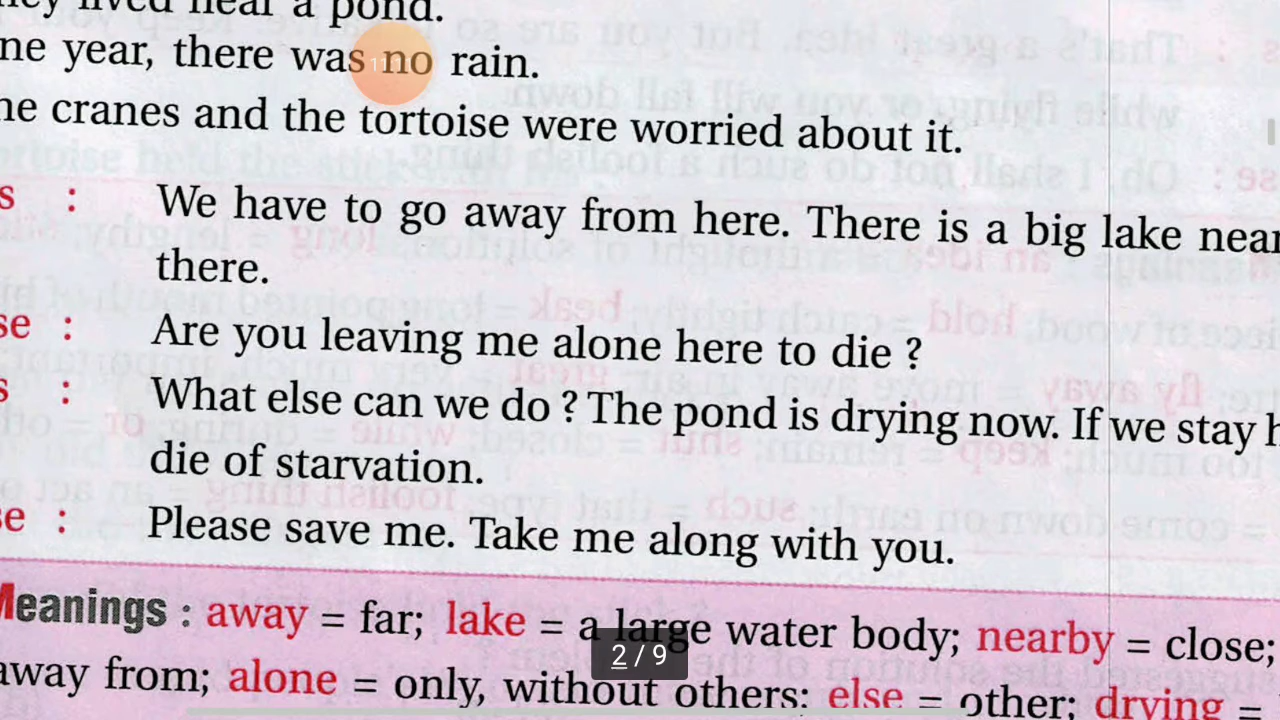 ney lived near a pond.
ne year, there was no rain.
ne cranes and the tortoise were worried about it.
s : We have to go away from here. There is a big lake near
there.
se : Are you leaving me alone here to die ?
s : What else can we do ? The pond is drying now. If we stay h
die of starvation.
se : Please save me. Take me along with you.
Meanings : away = far; lake = a large water body; nearby = close;
away from; alone = only, without others; else = other; drying =
2 / 9